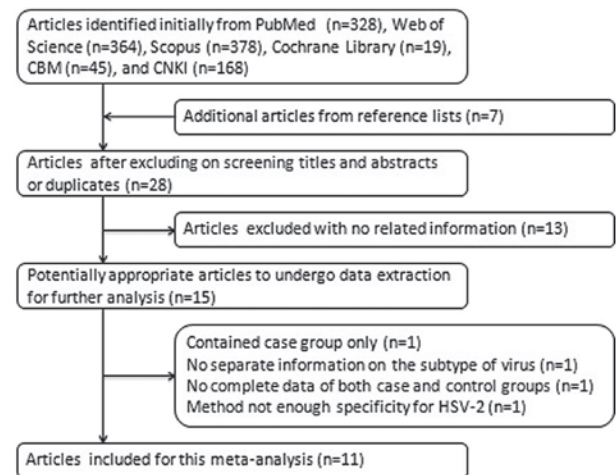 Articles identified initially from PubMed (n=328), Web of
Science (n=364), Scopus (n=378), Cochrane Library (n=19),
CBM (n=45), and CNKI (n=168)
Additional articles from reference lists (n=7)
Articles after excluding on screening titles and abstracts
or duplicates (n=28)
Articles excluded with no related information (n=13)
Potentially appropriate articles to undergo data extraction
for further analysis (n=15)
Contained case group only (n=1)
No separate information on the subtype of virus (n=1)
No complete data of both case and control groups (n=1)
Method not enough specificity for HSV-2 (n=1)
Articles included for this meta-analysis (n=11)